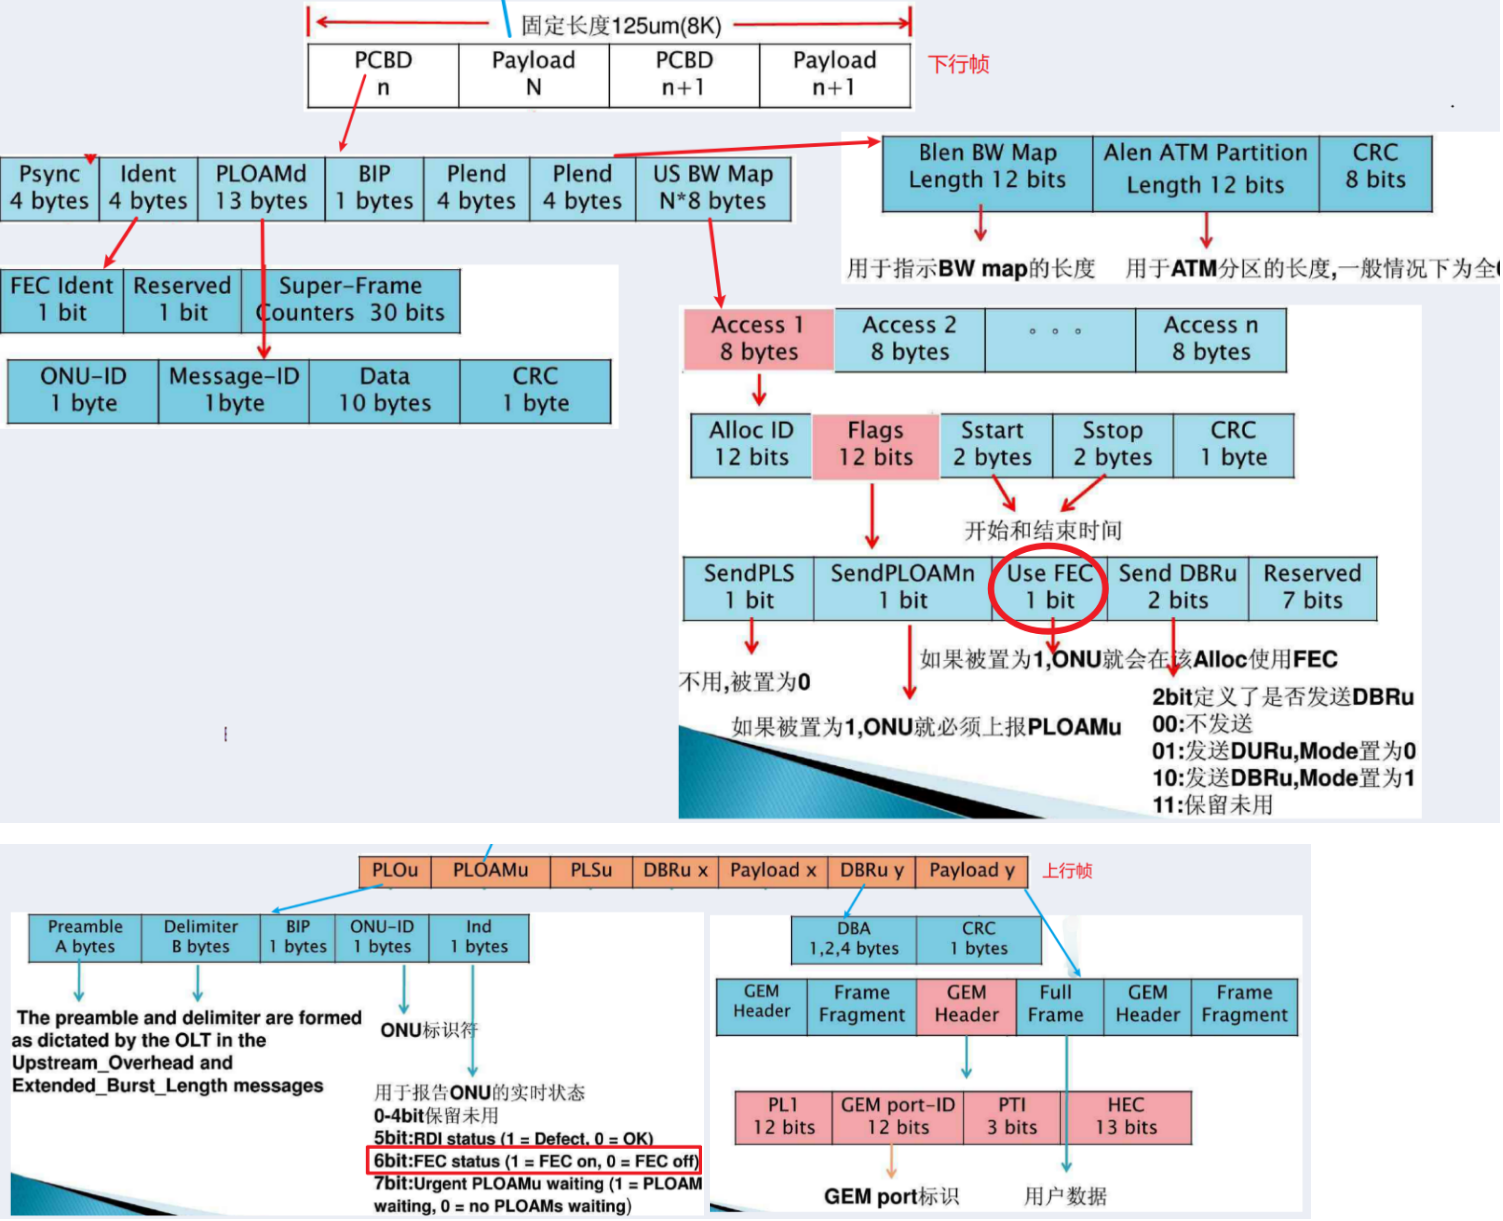 固定长度125um(8K)
PCBD Payload PCBD Payload
n N n+1 n+1
下行帧
Psync Ident PLOAMd BIP Plend Plend US BW Map
4 bytes 4 bytes 13 bytes 1 bytes 4 bytes 4 bytes N*8 bytes
Blen BW Map Alen ATM Partition CRC
Length 12 bits Length 12 bits 8 bits
用于指示BW map的长度 用于ATM分区的长度,一般情况下为全0
FEC Ident Reserved Super-Frame
1 bit 1 bit Counters 30 bits
ONU-ID Message-ID Data CRC
1 byte 1byte 10 bytes 1 byte
Access 1 Access 2 。。。 Access n
8 bytes 8 bytes 8 bytes
Alloc ID Flags Sstart Sstop CRC
12 bits 12 bits 2 bytes 2 bytes 1 byte
开始和结束时间
SendPLS SendPLOAMn Use FEC Send DBRu Reserved
1 bit 1 bit 1 bit 2 bits 7 bits
如果被置为1,ONU就会在该Alloc使用FEC
不用,被置为0
如果被置为1,ONU就必须上报PLOAMu
2bit定义了是否发送DBRu
00:不发送
01:发送DURu,Mode置为0
10:发送DBRu,Mode置为1
11:保留未用
PLOu PLOAMu PLSu DBRu x Payload x DBRu y Payload y
上行帧
Preamble Delimiter BIP ONU-ID Ind
A bytes B bytes 1 bytes 1 bytes 1 bytes
The preamble and delimiter are formed
as dictated by the OLT in the
Upstream_Overhead and
Extended_Burst_Length messages
ONU标识符
用于报告ONU的实时状态
0-4bit保留未用
5bit:RDI status (1 = Defect, 0 = OK)
6bit:FEC status (1 = FEC on, 0 = FEC off)
7bit:Urgent PLOAMu waiting (1 = PLOAM
waiting, 0 = no PLOAMs waiting)
DBA CRC
1,2,4 bytes 1 bytes
GEM Frame GEM Full GEM Frame
Header Fragment Header Frame Header Fragment
PL1 GEM port-ID PTI HEC
12 bits 12 bits 3 bits 13 bits
GEM port标识 用户数据